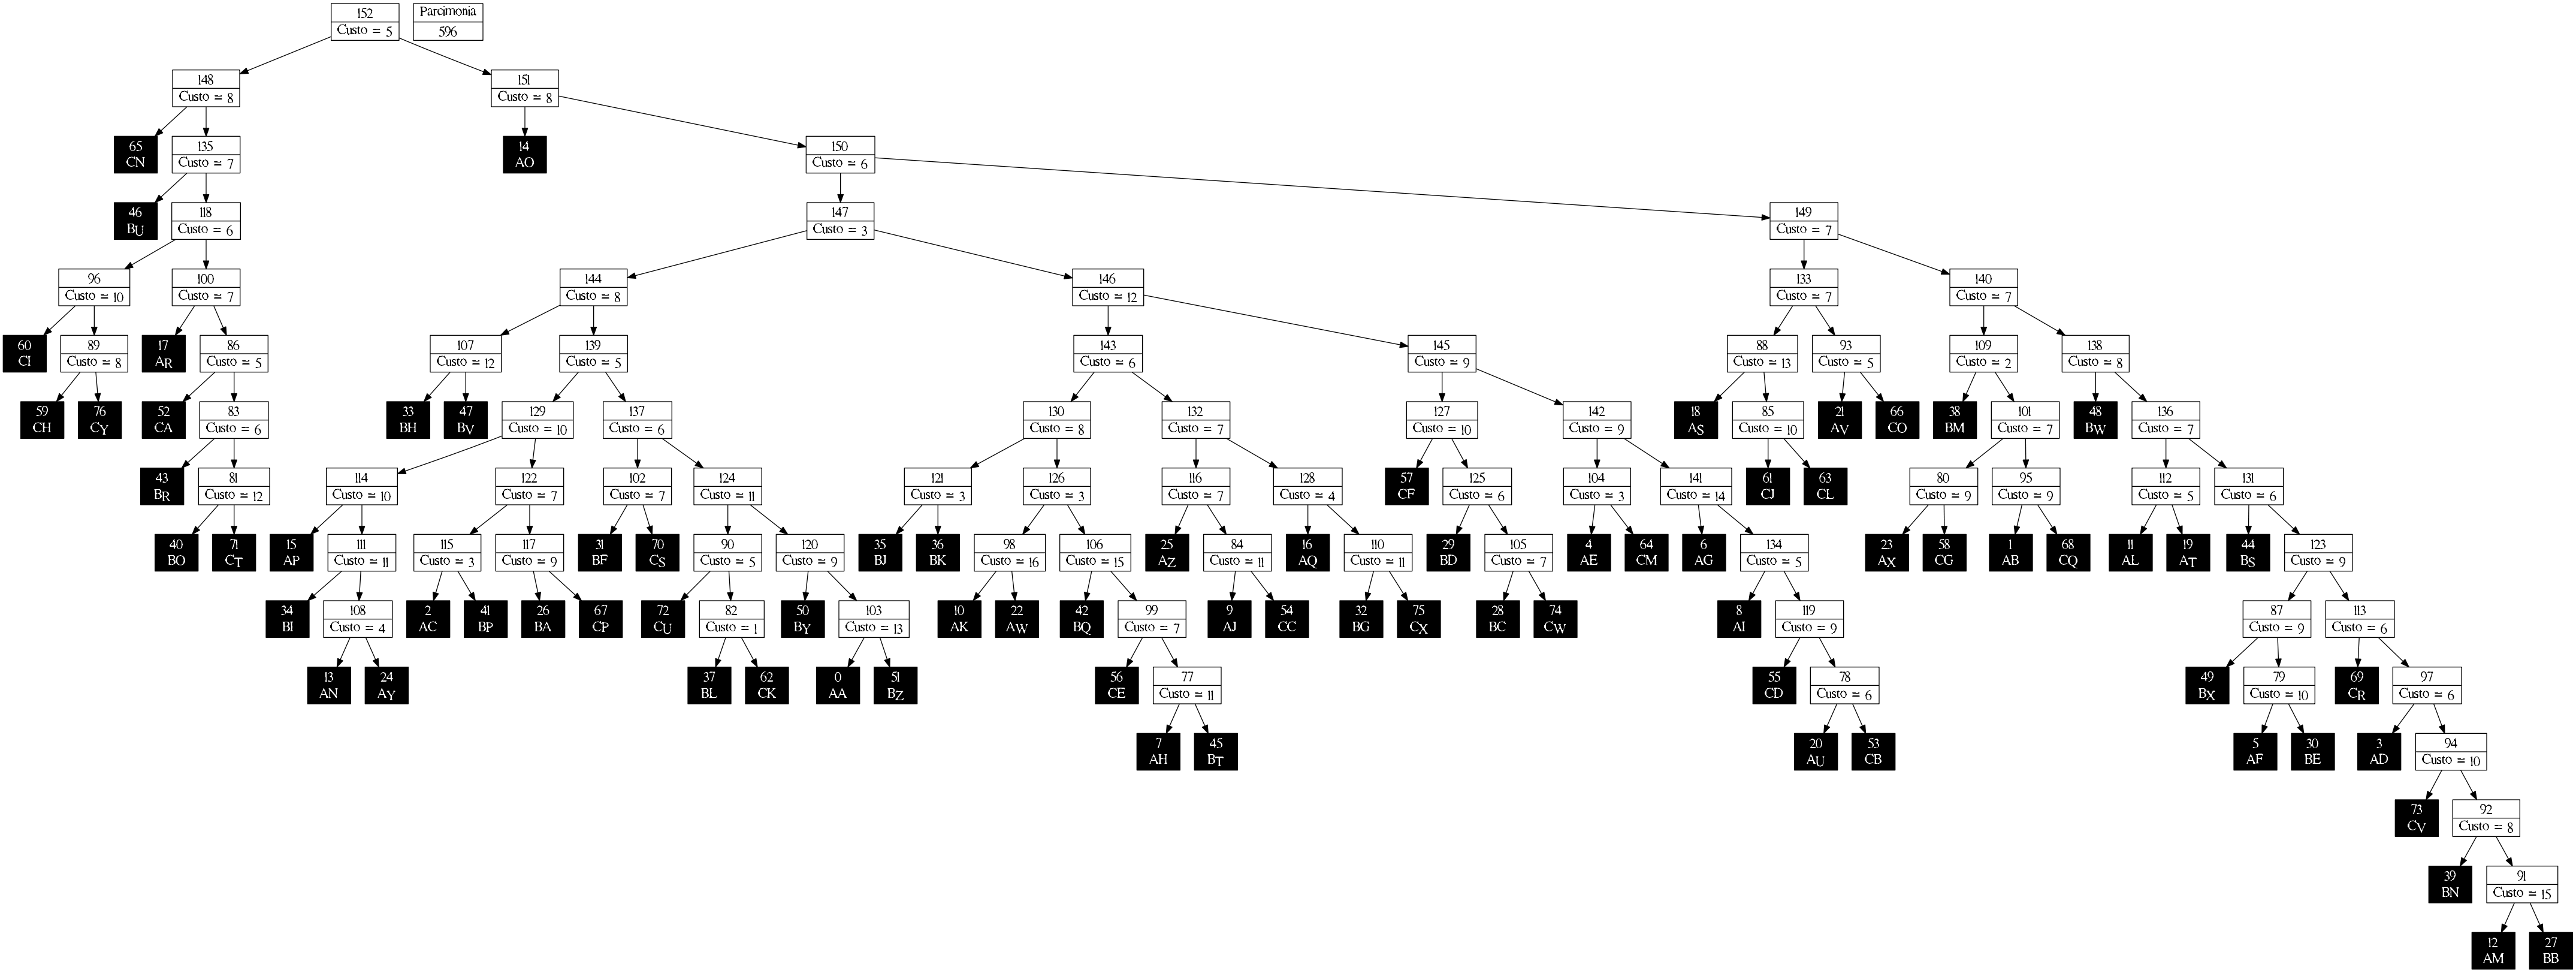 152
Custo = 5
Parcimonia
596
148
Custo = 8
151
Custo = 8
65
CN
135
Custo = 7
14
AO
150
Custo = 6
46
BU
118
Custo = 6
147
Custo = 3
149
Custo = 7
96
Custo = 10
100
Custo = 7
144
Custo = 8
146
Custo = 12
133
Custo = 7
140
Custo = 7
60
CI
89
Custo = 8
17
AR
86
Custo = 5
107
Custo = 12
139
Custo = 5
143
Custo = 6
145
Custo = 9
88
Custo = 13
93
Custo = 5
109
Custo = 2
138
Custo = 8
59
CH
76
CY
52
CA
83
Custo = 6
33
BH
47
BV
129
Custo = 10
137
Custo = 6
130
Custo = 8
132
Custo = 7
127
Custo = 10
142
Custo = 9
18
AS
85
Custo = 10
21
AV
66
CO
38
BM
101
Custo = 7
48
BW
136
Custo = 7
43
BR
81
Custo = 12
114
Custo = 10
122
Custo = 7
102
Custo = 7
124
Custo = 11
121
Custo = 3
126
Custo = 3
116
Custo = 7
128
Custo = 4
57
CF
125
Custo = 6
104
Custo = 3
141
Custo = 14
61
CJ
63
CL
80
Custo = 9
95
Custo = 9
112
Custo = 5
131
Custo = 6
40
BO
71
CT
15
AP
111
Custo = 11
115
Custo = 3
117
Custo = 9
31
BF
70
CS
90
Custo = 5
120
Custo = 9
35
BJ
36
BK
98
Custo = 16
106
Custo = 15
25
AZ
84
Custo = 11
16
AQ
110
Custo = 11
29
BD
105
Custo = 7
4
AE
64
CM
6
AG
134
Custo = 5
23
AX
58
CG
1
AB
68
CQ
11
AL
19
AT
44
BS
123
Custo = 9
34
BI
108
Custo = 4
2
AC
41
BP
26
BA
67
CP
72
CU
82
Custo = 1
50
BY
103
Custo = 13
10
AK
22
AW
42
BQ
99
Custo = 7
9
AJ
54
CC
32
BG
75
CX
28
BC
74
CW
8
AI
119
Custo = 9
87
Custo = 9
113
Custo = 6
13
AN
24
AY
37
BL
62
CK
0
AA
51
BZ
56
CE
77
Custo = 11
55
CD
78
Custo = 6
49
BX
79
Custo = 10
69
CR
97
Custo = 6
7
AH
45
BT
20
AU
53
CB
5
AF
30
BE
3
AD
94
Custo = 10
73
CV
92
Custo = 8
39
BN
91
Custo = 15
12
AM
27
BB